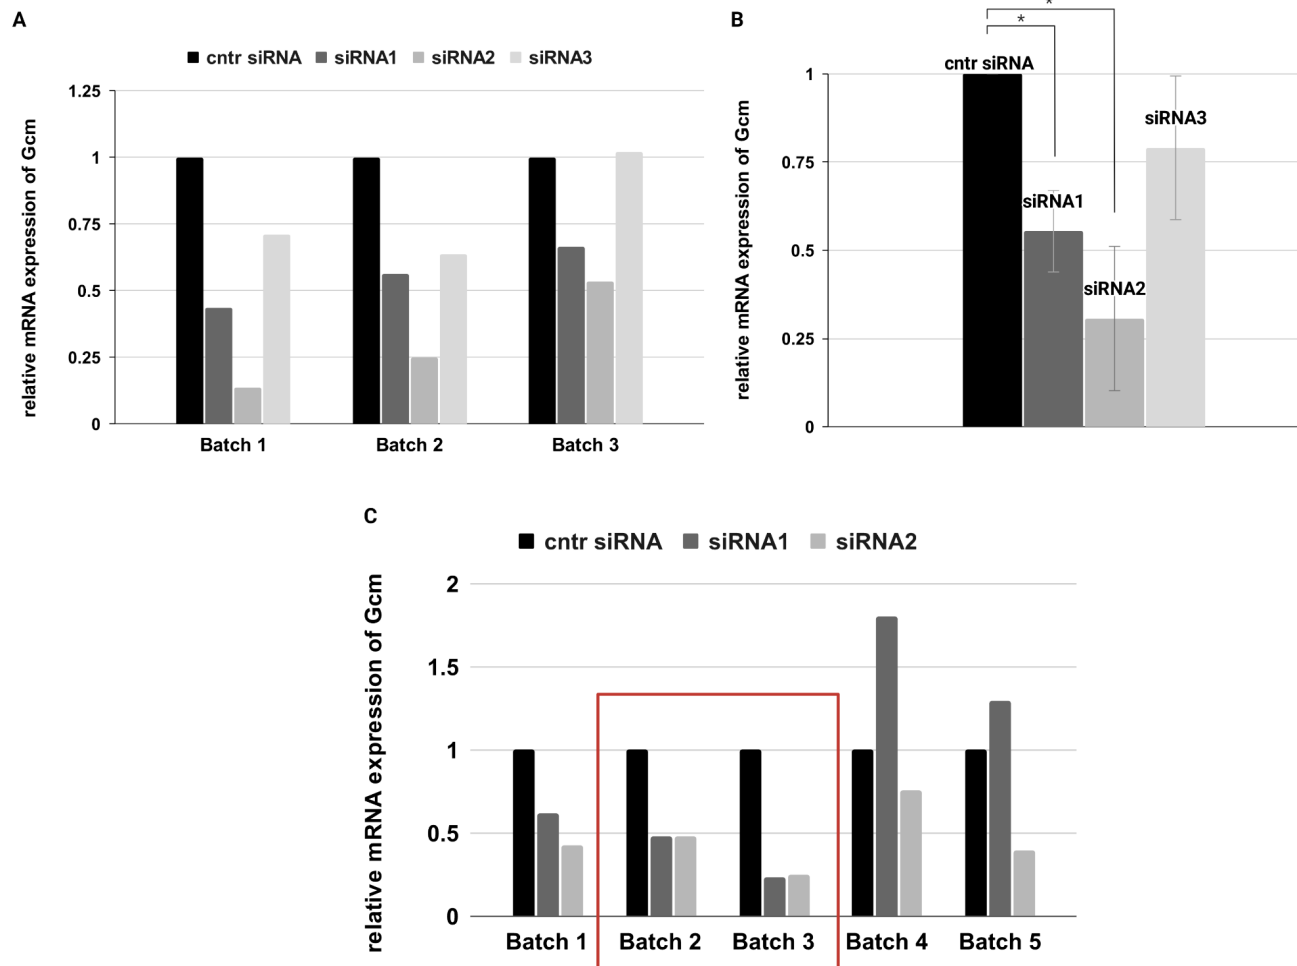 A
cntr siRNA siRNA1 siRNA2 siRNA3
relative mRNA expression of Gcm
1.25
1
0.75
0.5
0.25
0
Batch 1 Batch 2 Batch 3
B
*
*
cntr siRNA
siRNA1
siRNA2
siRNA3
relative mRNA expression of Gcm
1
0.75
0.5
0.25
0
C
cntr siRNA siRNA1 siRNA2
relative mRNA expression of Gcm
2
1.5
1
0.5
0
Batch 1 Batch 2 Batch 3 Batch 4 Batch 5